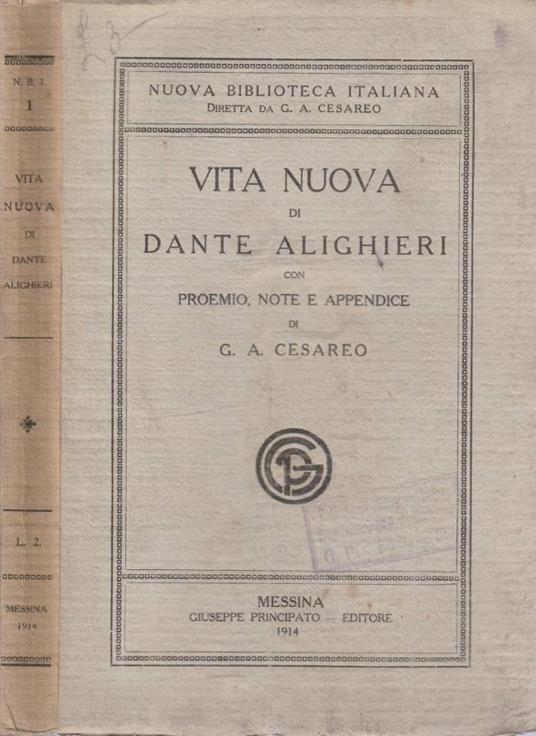 N. B. I.
1
VITA
NUOVA
DI
DANTE
ALIGHIERI
L. 2.
MESSINA
1914
NUOVA BIBLIOTECA ITALIANA
DIRETTA DA G. A. CESAREO
VITA NUOVA
DI
DANTE ALIGHIERI
CON
PROEMIO, NOTE E APPENDICE
DI
G. A. CESAREO
MESSINA
GIUSEPPE PRINCIPATO — EDITORE
1914